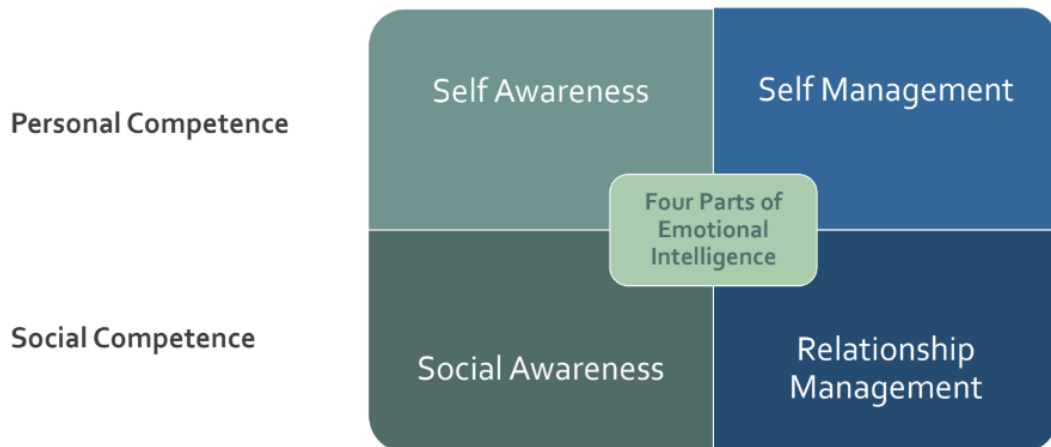 Self Awareness
Self Management
Personal Competence
Four Parts of
Emotional
Intelligence
Social Competence
Social Awareness
Relationship
Management